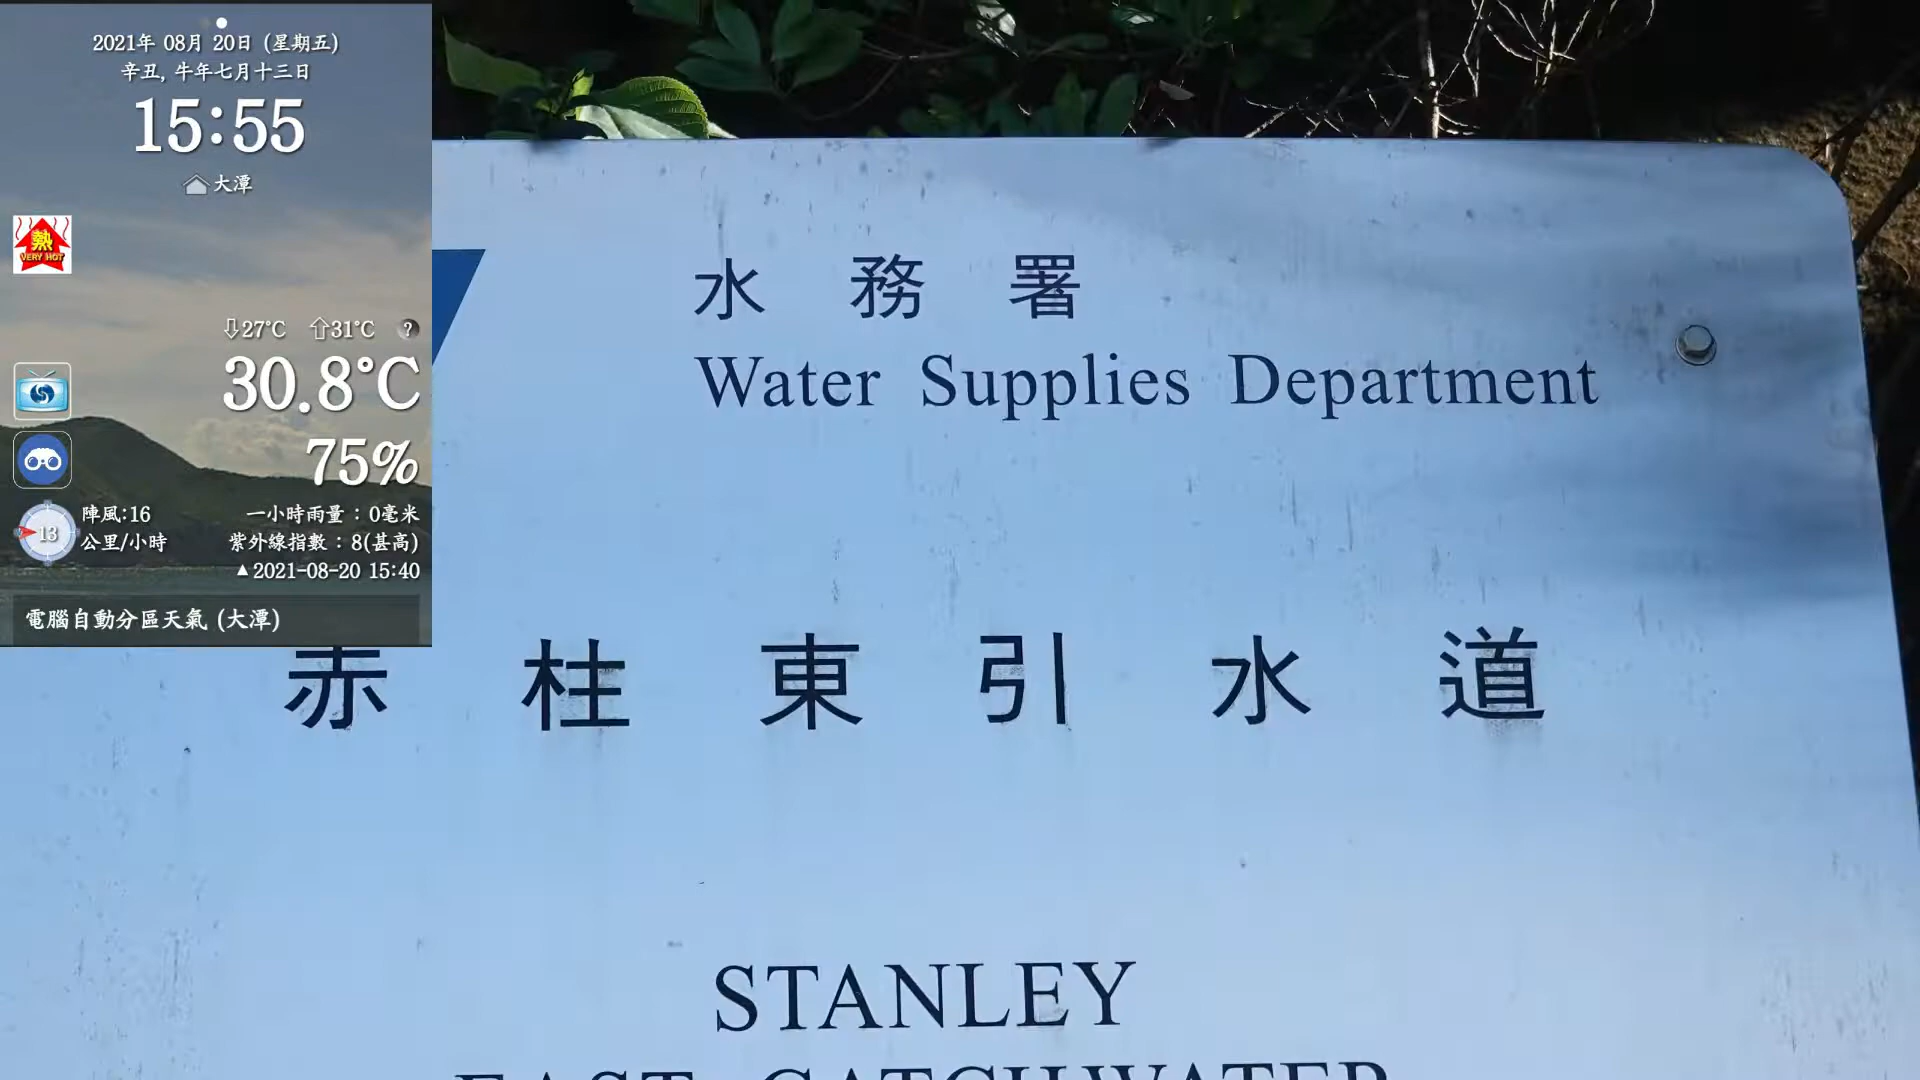 2021年 08月 20日 (星期五)
辛丑, 牛年七月十三日
15:55
大潭
熱
VERY HOT
27°C 31°C ?
30.8°C
75%
13
陣風:16
公里/小時
一小時雨量 : 0毫米
紫外線指數 : 8(甚高)
▲2021-08-20 15:40
電腦自動分區天氣 (大潭)
水務署
Water Supplies Department
赤柱東引水道
STANLEY
EAST CATCHWATER